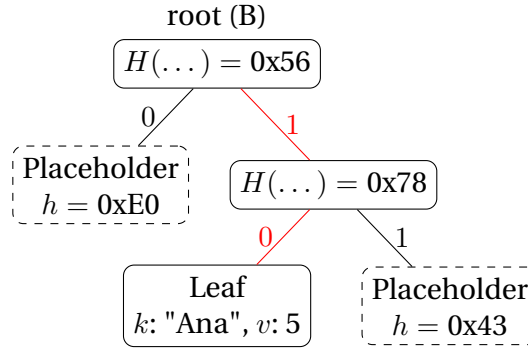 root (B)
H(...) = 0x56
0
1
Placeholder
h = 0xE0
H(...) = 0x78
0
1
Leaf
k: "Ana", v: 5
Placeholder
h = 0x43